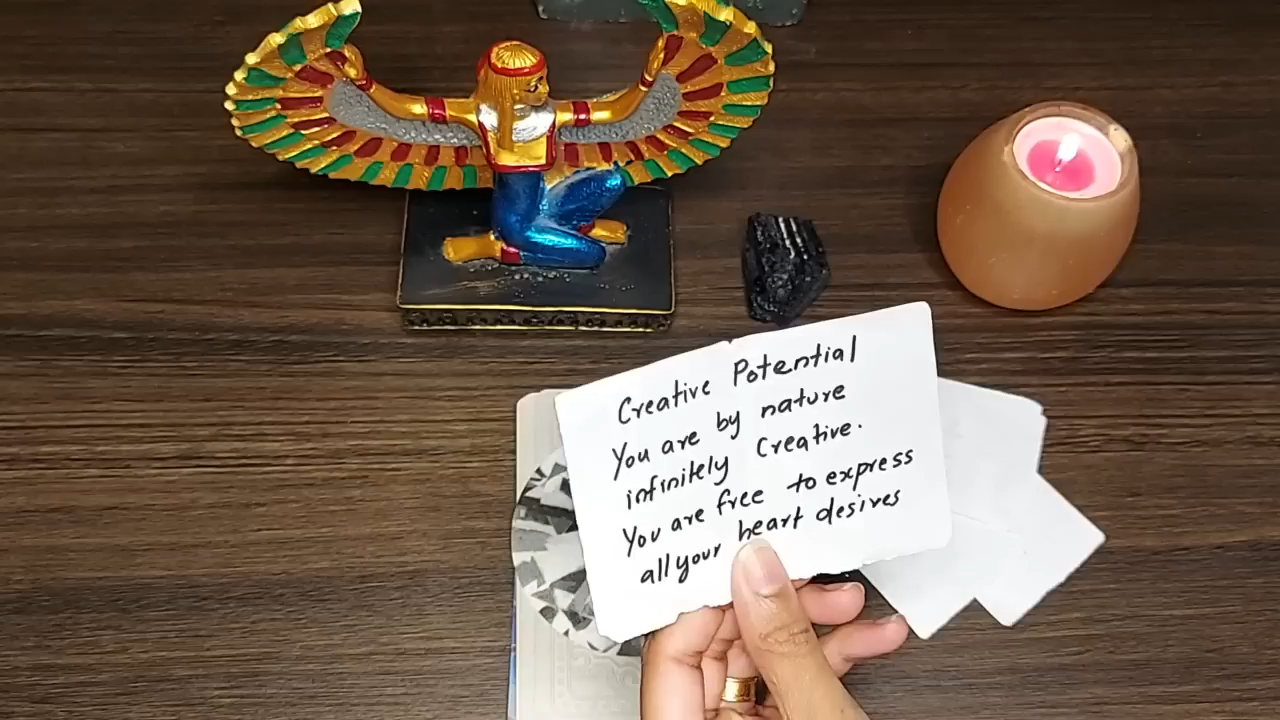 Creative Potential
You are by nature
infinitely Creative.
You are free to express
all your heart desires